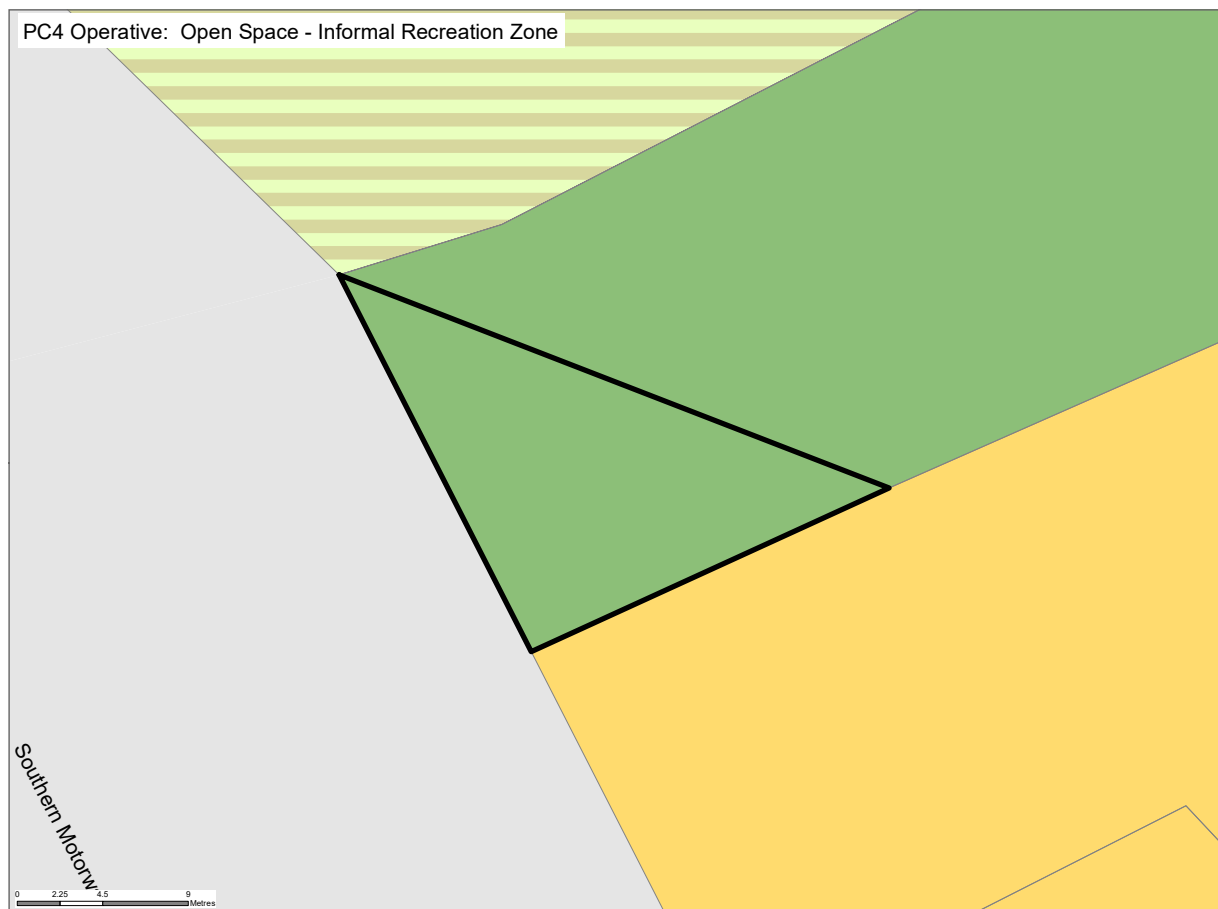 PC4 Operative: Open Space - Informal Recreation Zone
Southern Motorw
0 2.25 4.5 9
Metres